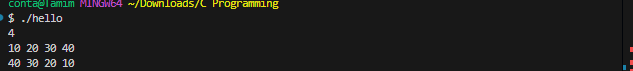 conta@Tamim MINGW64 ~/Downloads/C Programming
$ ./hello
4
10 20 30 40
40 30 20 10